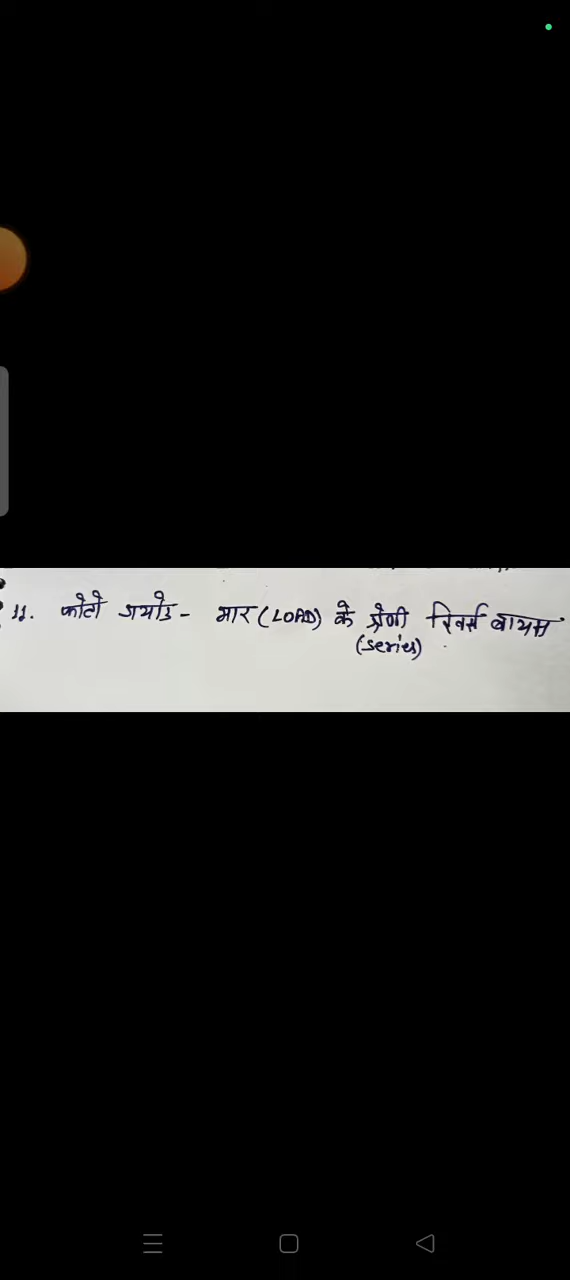 11. फोटो डायोड - भार (LOAD) के श्रेणी रिवर्स बायस
(series)